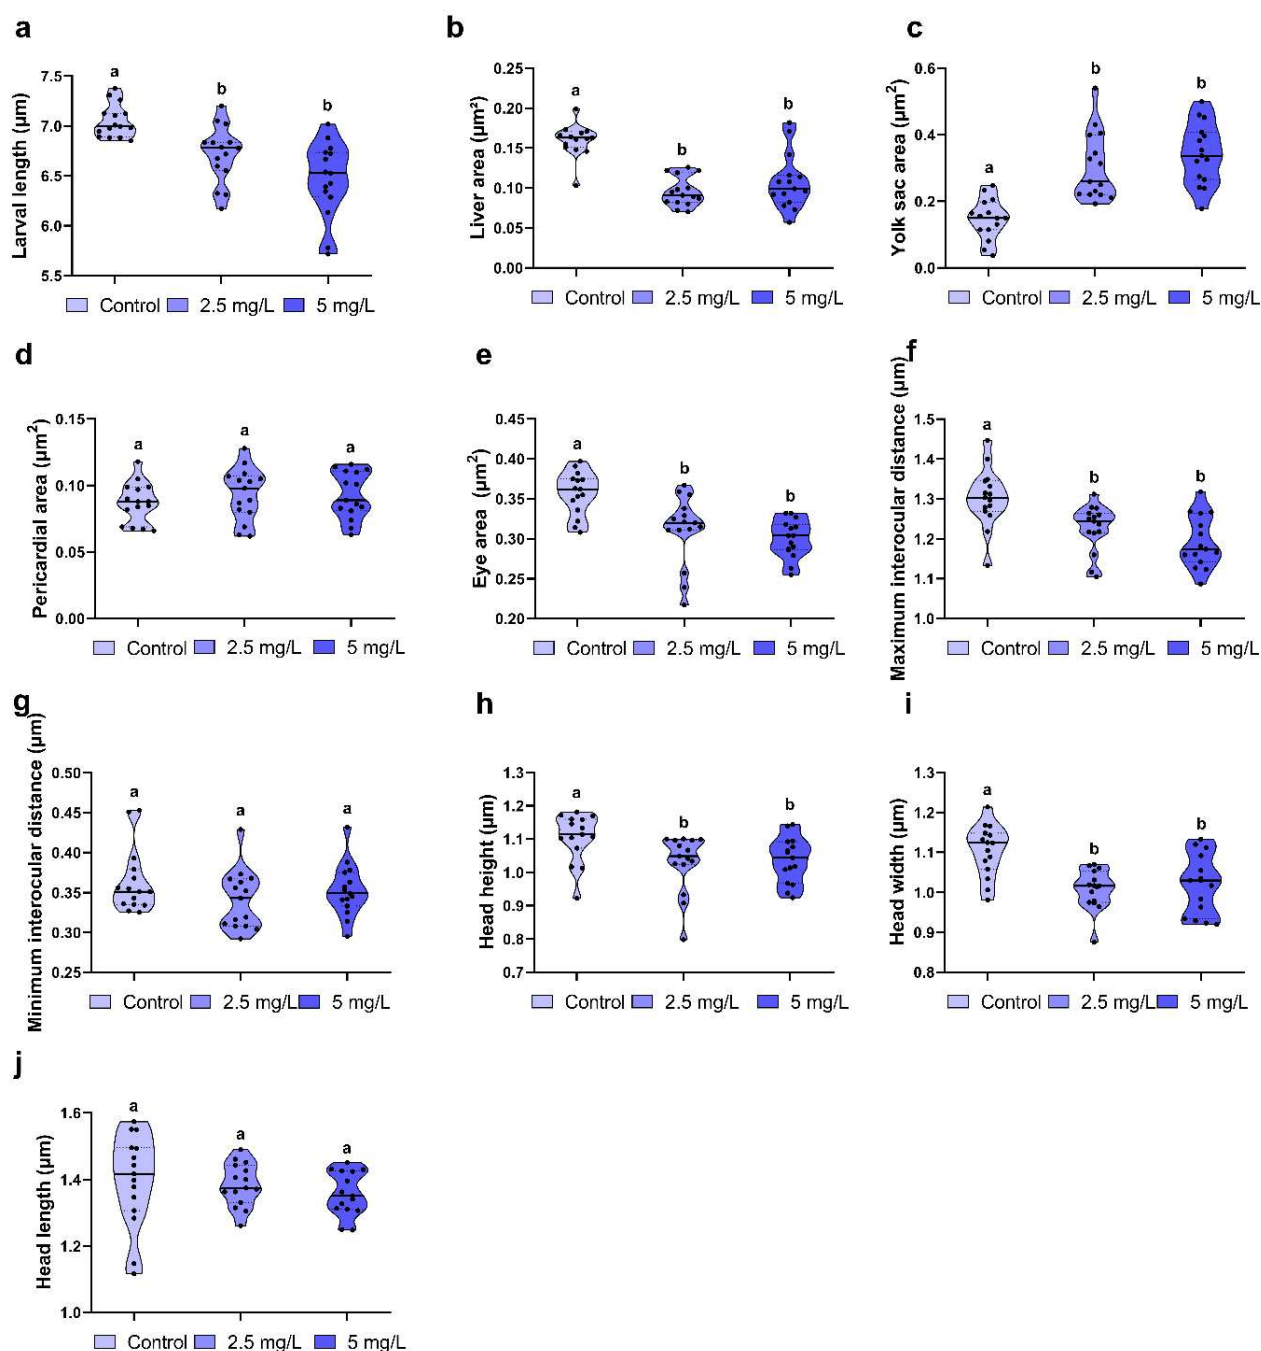 a
b
c
a
b
b
7.5
7.0
6.5
6.0
5.5
Larval length (µm)
Control 2.5 mg/L 5 mg/L
a
b
b
0.25
0.20
0.15
0.10
0.05
0.00
Liver area (µm²)
Control 2.5 mg/L 5 mg/L
a
b
b
0.6
0.4
0.2
0.0
Yolk sac area (µm²)
Control 2.5 mg/L 5 mg/L
d
e
f
a
a
a
0.15
0.10
0.05
0.00
Pericardial area (µm²)
Control 2.5 mg/L 5 mg/L
a
b
b
0.45
0.40
0.35
0.30
0.25
0.20
Eye area (µm²)
Control 2.5 mg/L 5 mg/L
a
b
b
1.5
1.4
1.3
1.2
1.1
1.0
Maximum interocular distance (µm)
Control 2.5 mg/L 5 mg/L
g
h
i
a
a
a
0.50
0.45
0.40
0.35
0.30
0.25
Minimum interocular distance (µm)
Control 2.5 mg/L 5 mg/L
a
b
b
1.3
1.2
1.1
1.0
0.9
0.8
0.7
Head height (µm)
Control 2.5 mg/L 5 mg/L
a
b
b
1.3
1.2
1.1
1.0
0.9
0.8
Head width (µm)
Control 2.5 mg/L 5 mg/L
j
a
a
a
1.6
1.4
1.2
1.0
Head length (µm)
Control 2.5 mg/L 5 mg/L